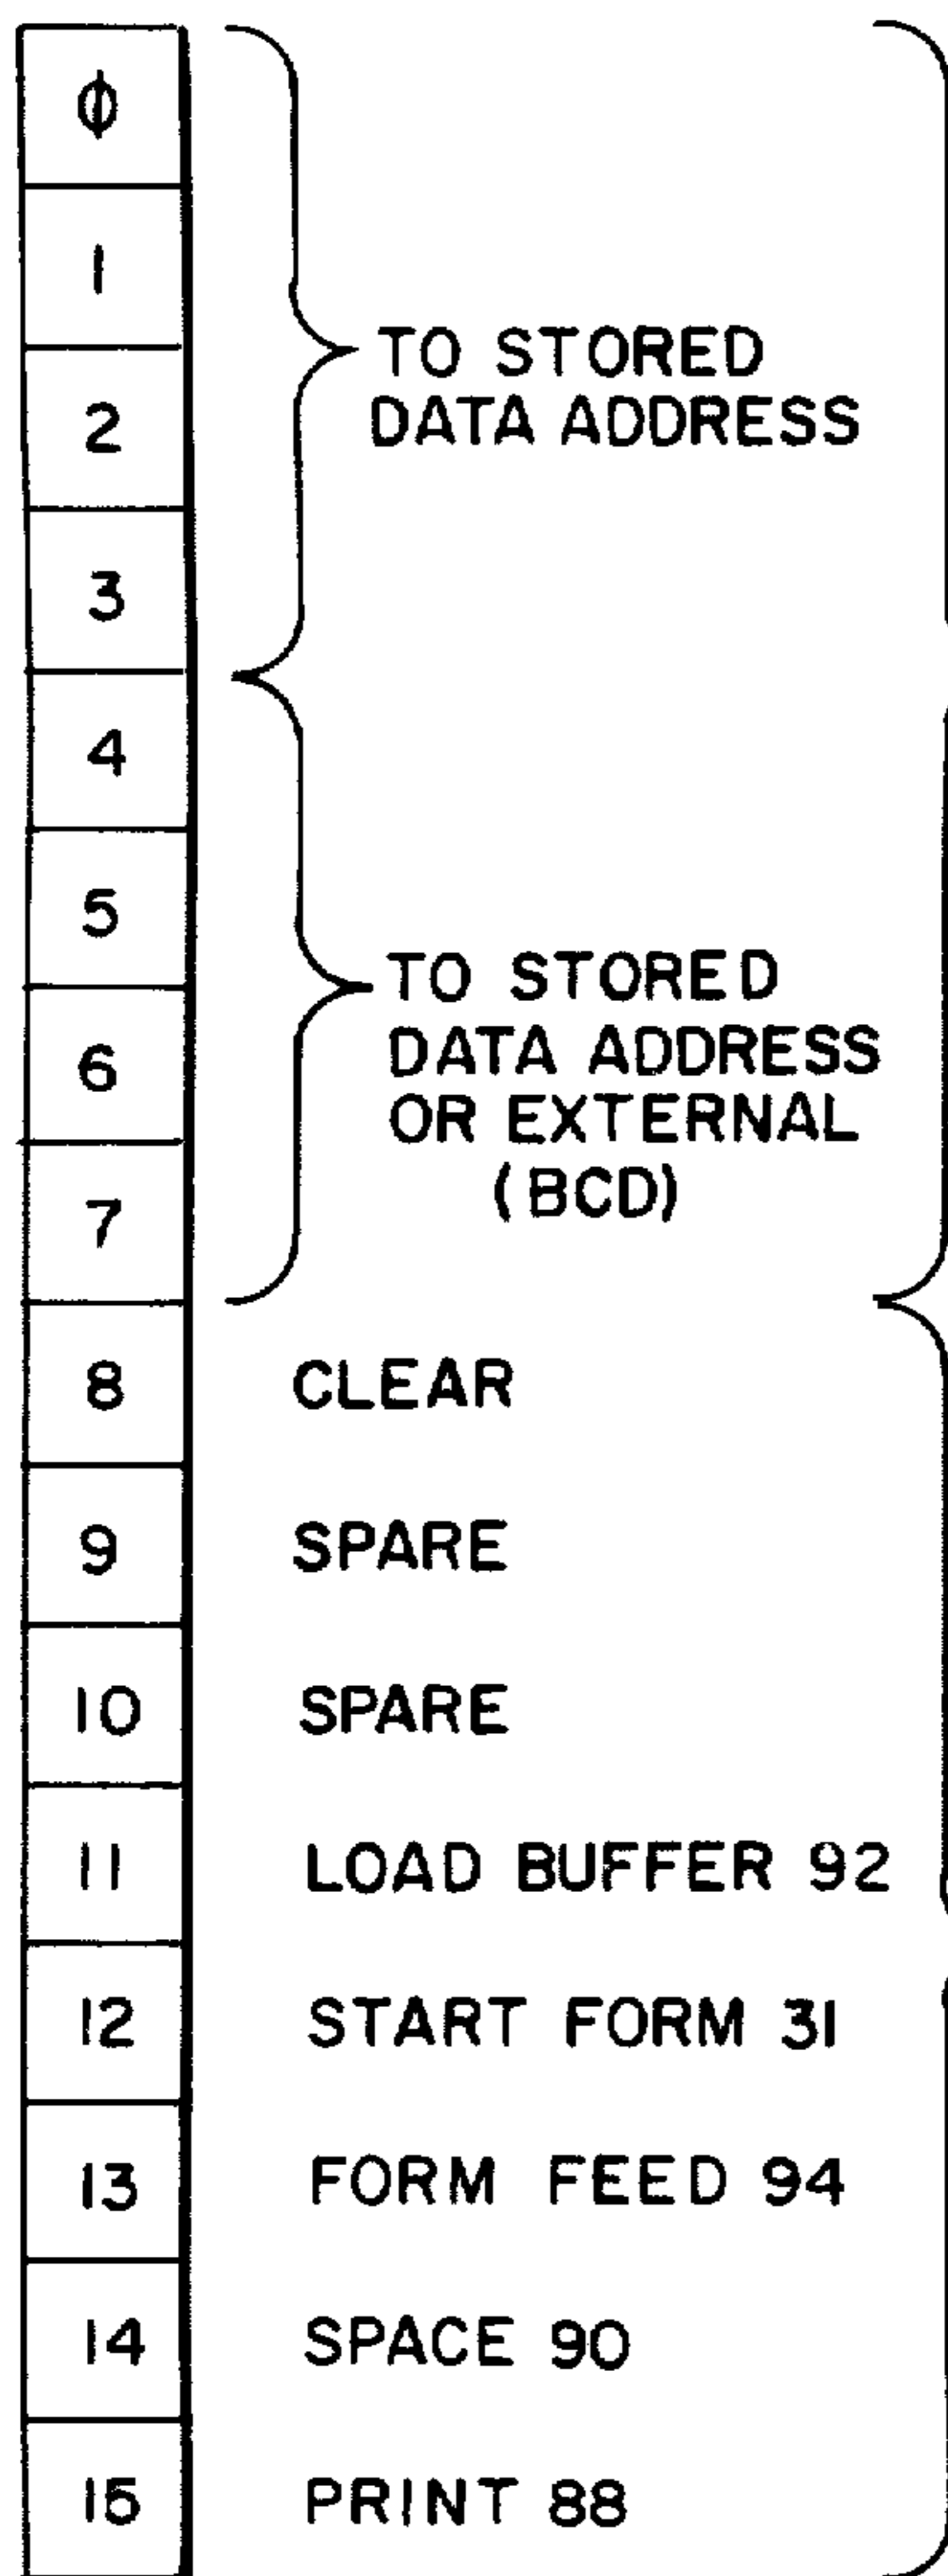 ϕ
1
2
3
TO STORED
DATA ADDRESS
4
5
6
7
TO STORED
DATA ADDRESS
OR EXTERNAL
(BCD)
8 CLEAR
9 SPARE
10 SPARE
11 LOAD BUFFER 92
12 START FORM 31
13 FORM FEED 94
14 SPACE 90
15 PRINT 88